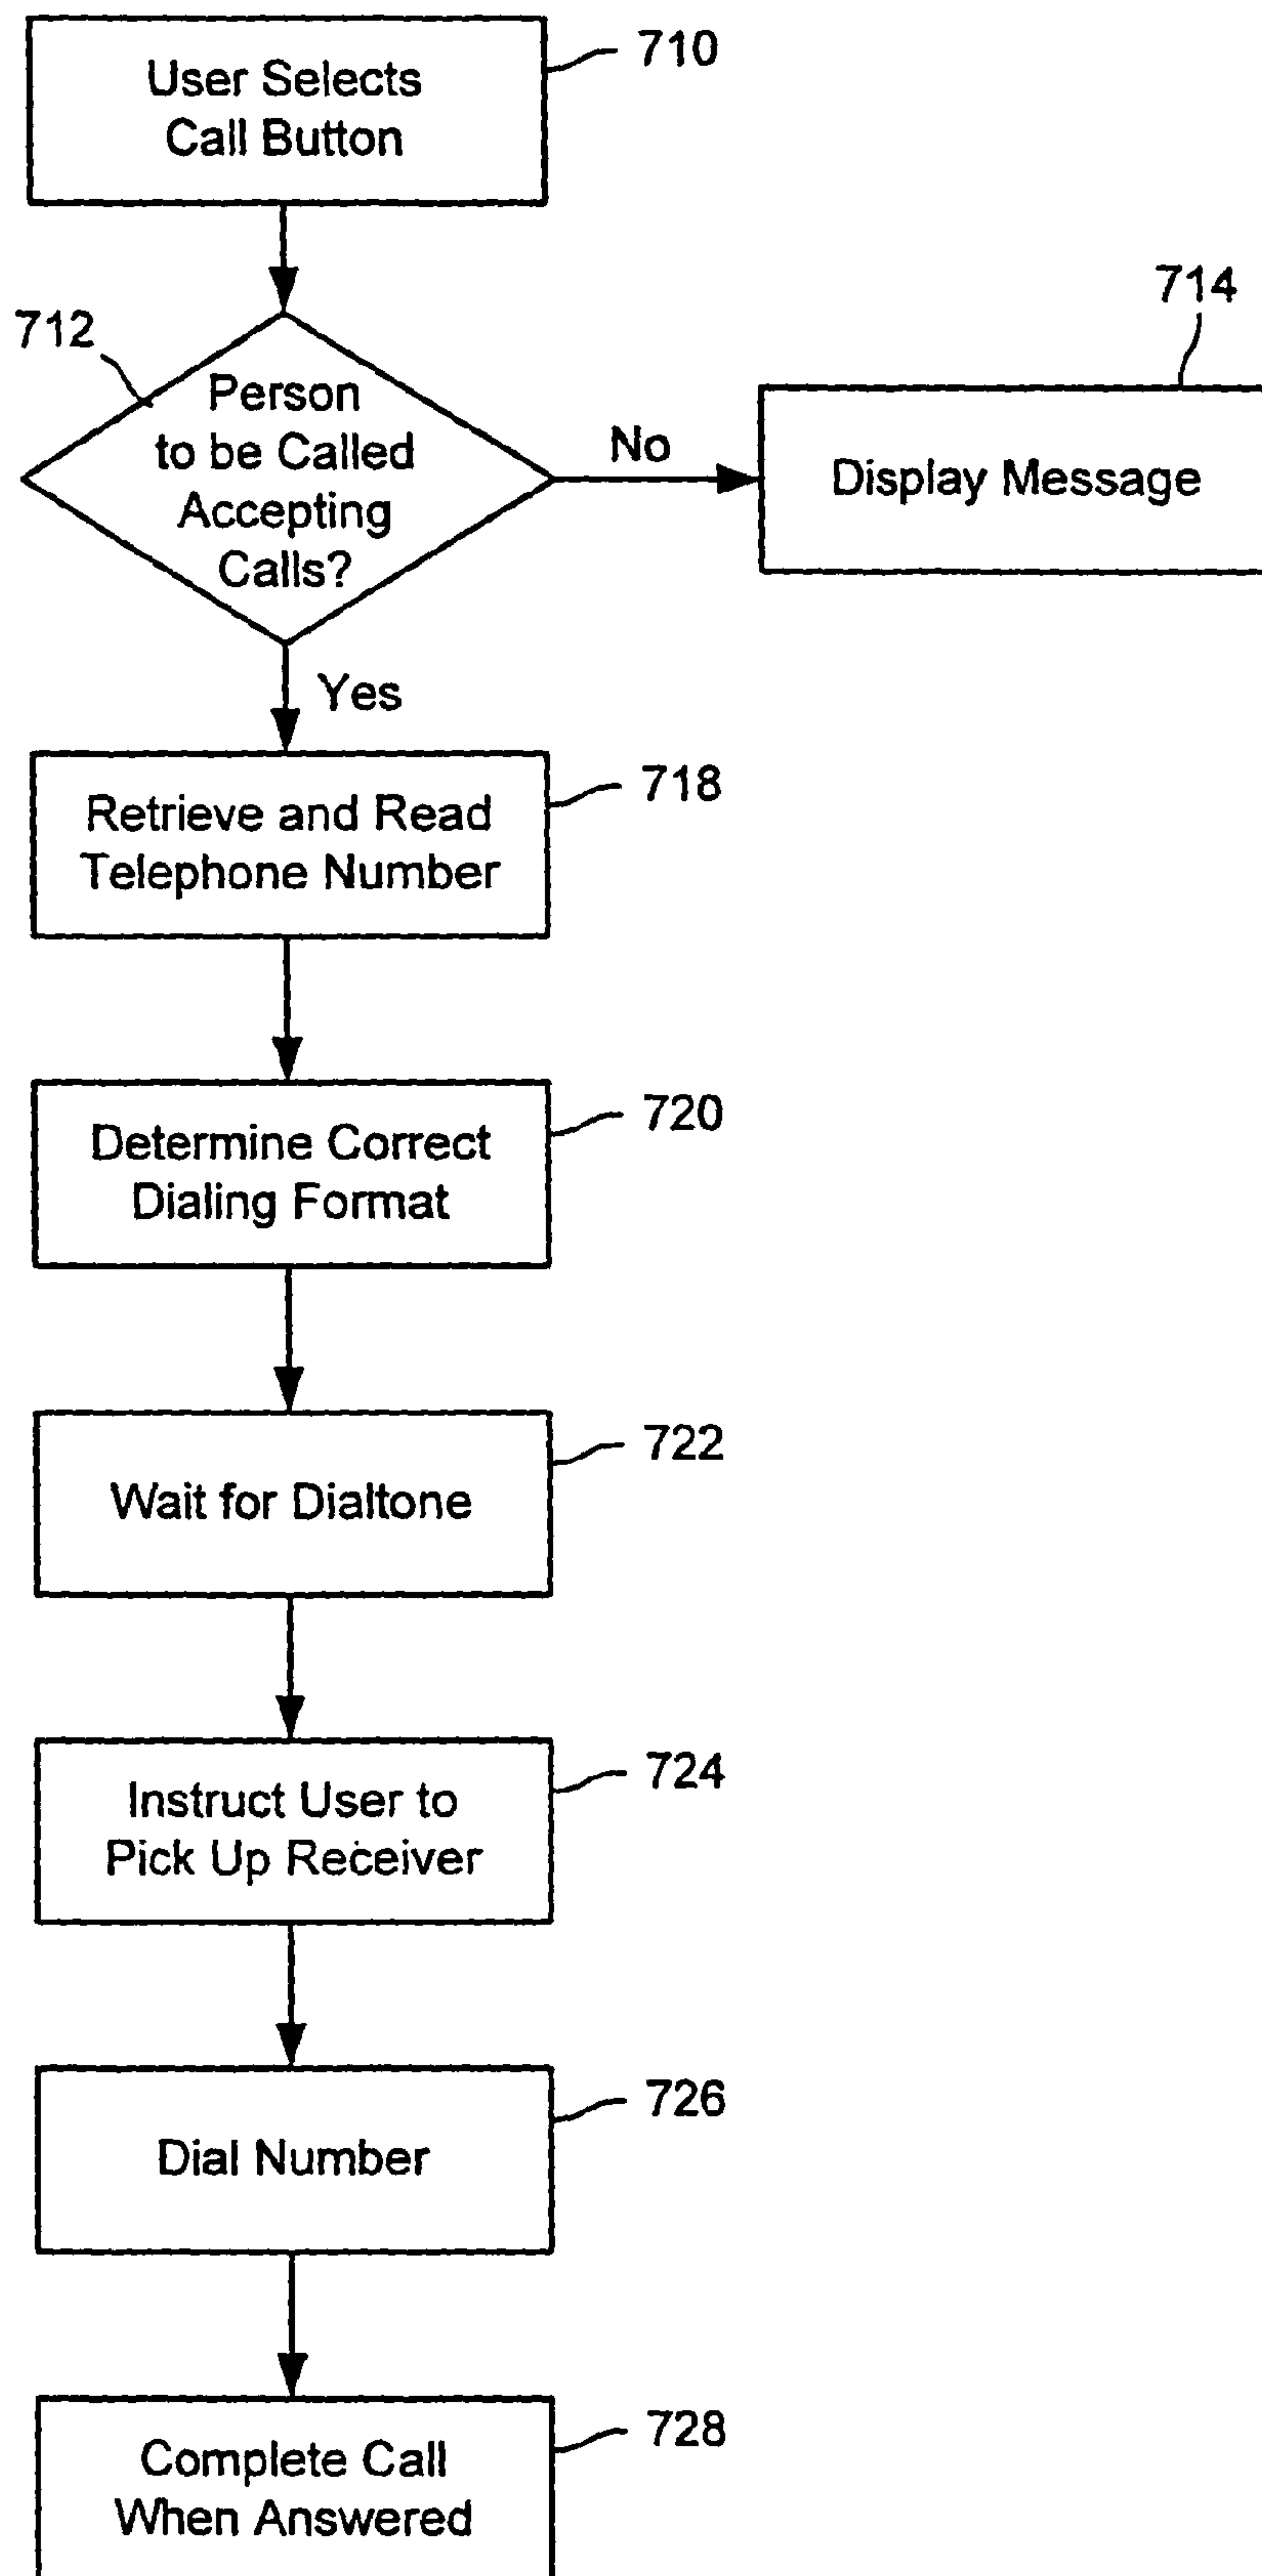 710
User Selects
Call Button
714
712
Person
to be Called
Accepting
Calls?
No
Display Message
Yes
718
Retrieve and Read
Telephone Number
720
Determine Correct
Dialing Format
722
Wait for Dialtone
724
Instruct User to
Pick Up Receiver
726
Dial Number
728
Complete Call
When Answered